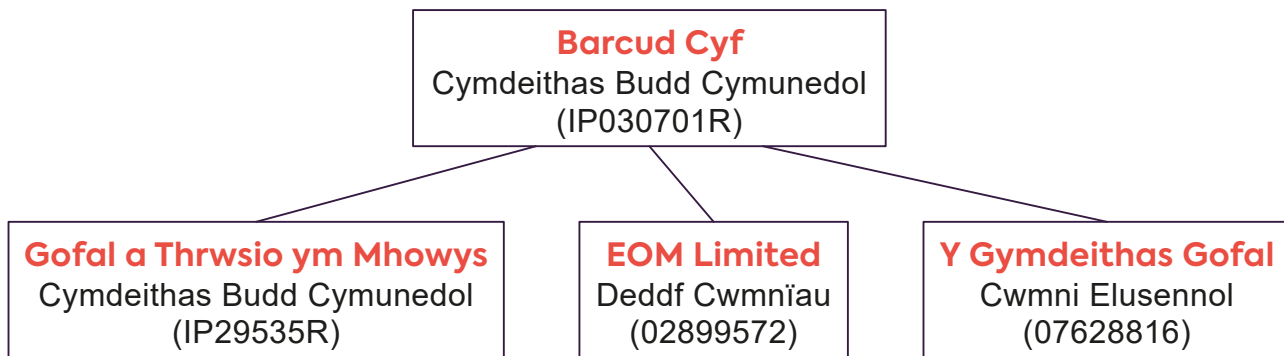 Barcud Cyf
Cymdeithas Budd Cymunedol
(IP030701R)
Gofal a Thrwsio ym Mhowys
Cymdeithas Budd Cymunedol
(IP29535R)
EOM Limited
Deddf Cwmnïau
(02899572)
Y Gymdeithas Gofal
Cwmni Elusennol
(07628816)